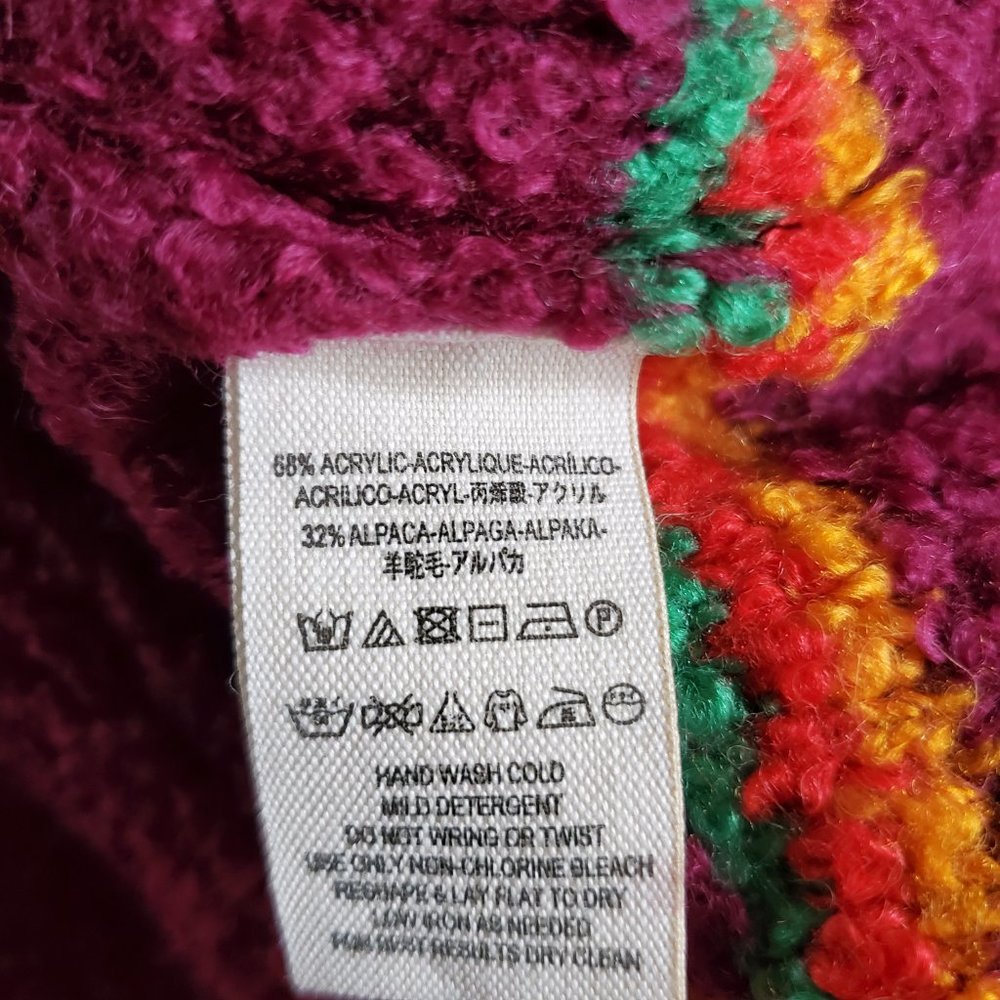 68% ACRYLIC-ACRYLIQUE-ACRÍLICO-
ACRILICO-ACRYL-丙烯酸-アクリル
32% ALPACA-ALPAGA-ALPAKA-
羊駝毛-アルパカ
P
HAND WASH COLD
MILD DETERGENT
DO NOT WRING OR TWIST
USE ONLY NON-CHLORINE BLEACH
RESHAPE & LAY FLAT TO DRY
LOW IRON AS NEEDED
FOR BEST RESULTS DRY CLEAN